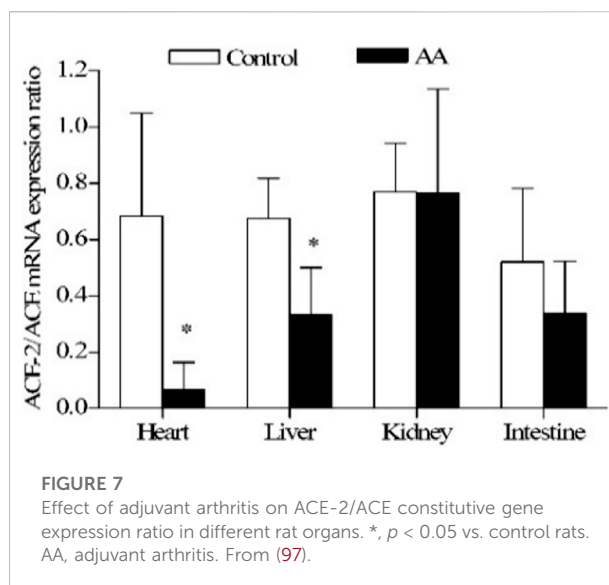 Control AA
1.2
1.0
0.8
0.6
0.4
0.2
0.0
ACE-2/ACE mRNA expression ratio
*
*
Heart Liver Kidney Intestine
FIGURE 7
Effect of adjuvant arthritis on ACE-2/ACE constitutive gene
expression ratio in different rat organs. *, p < 0.05 vs. control rats.
AA, adjuvant arthritis. From (97).